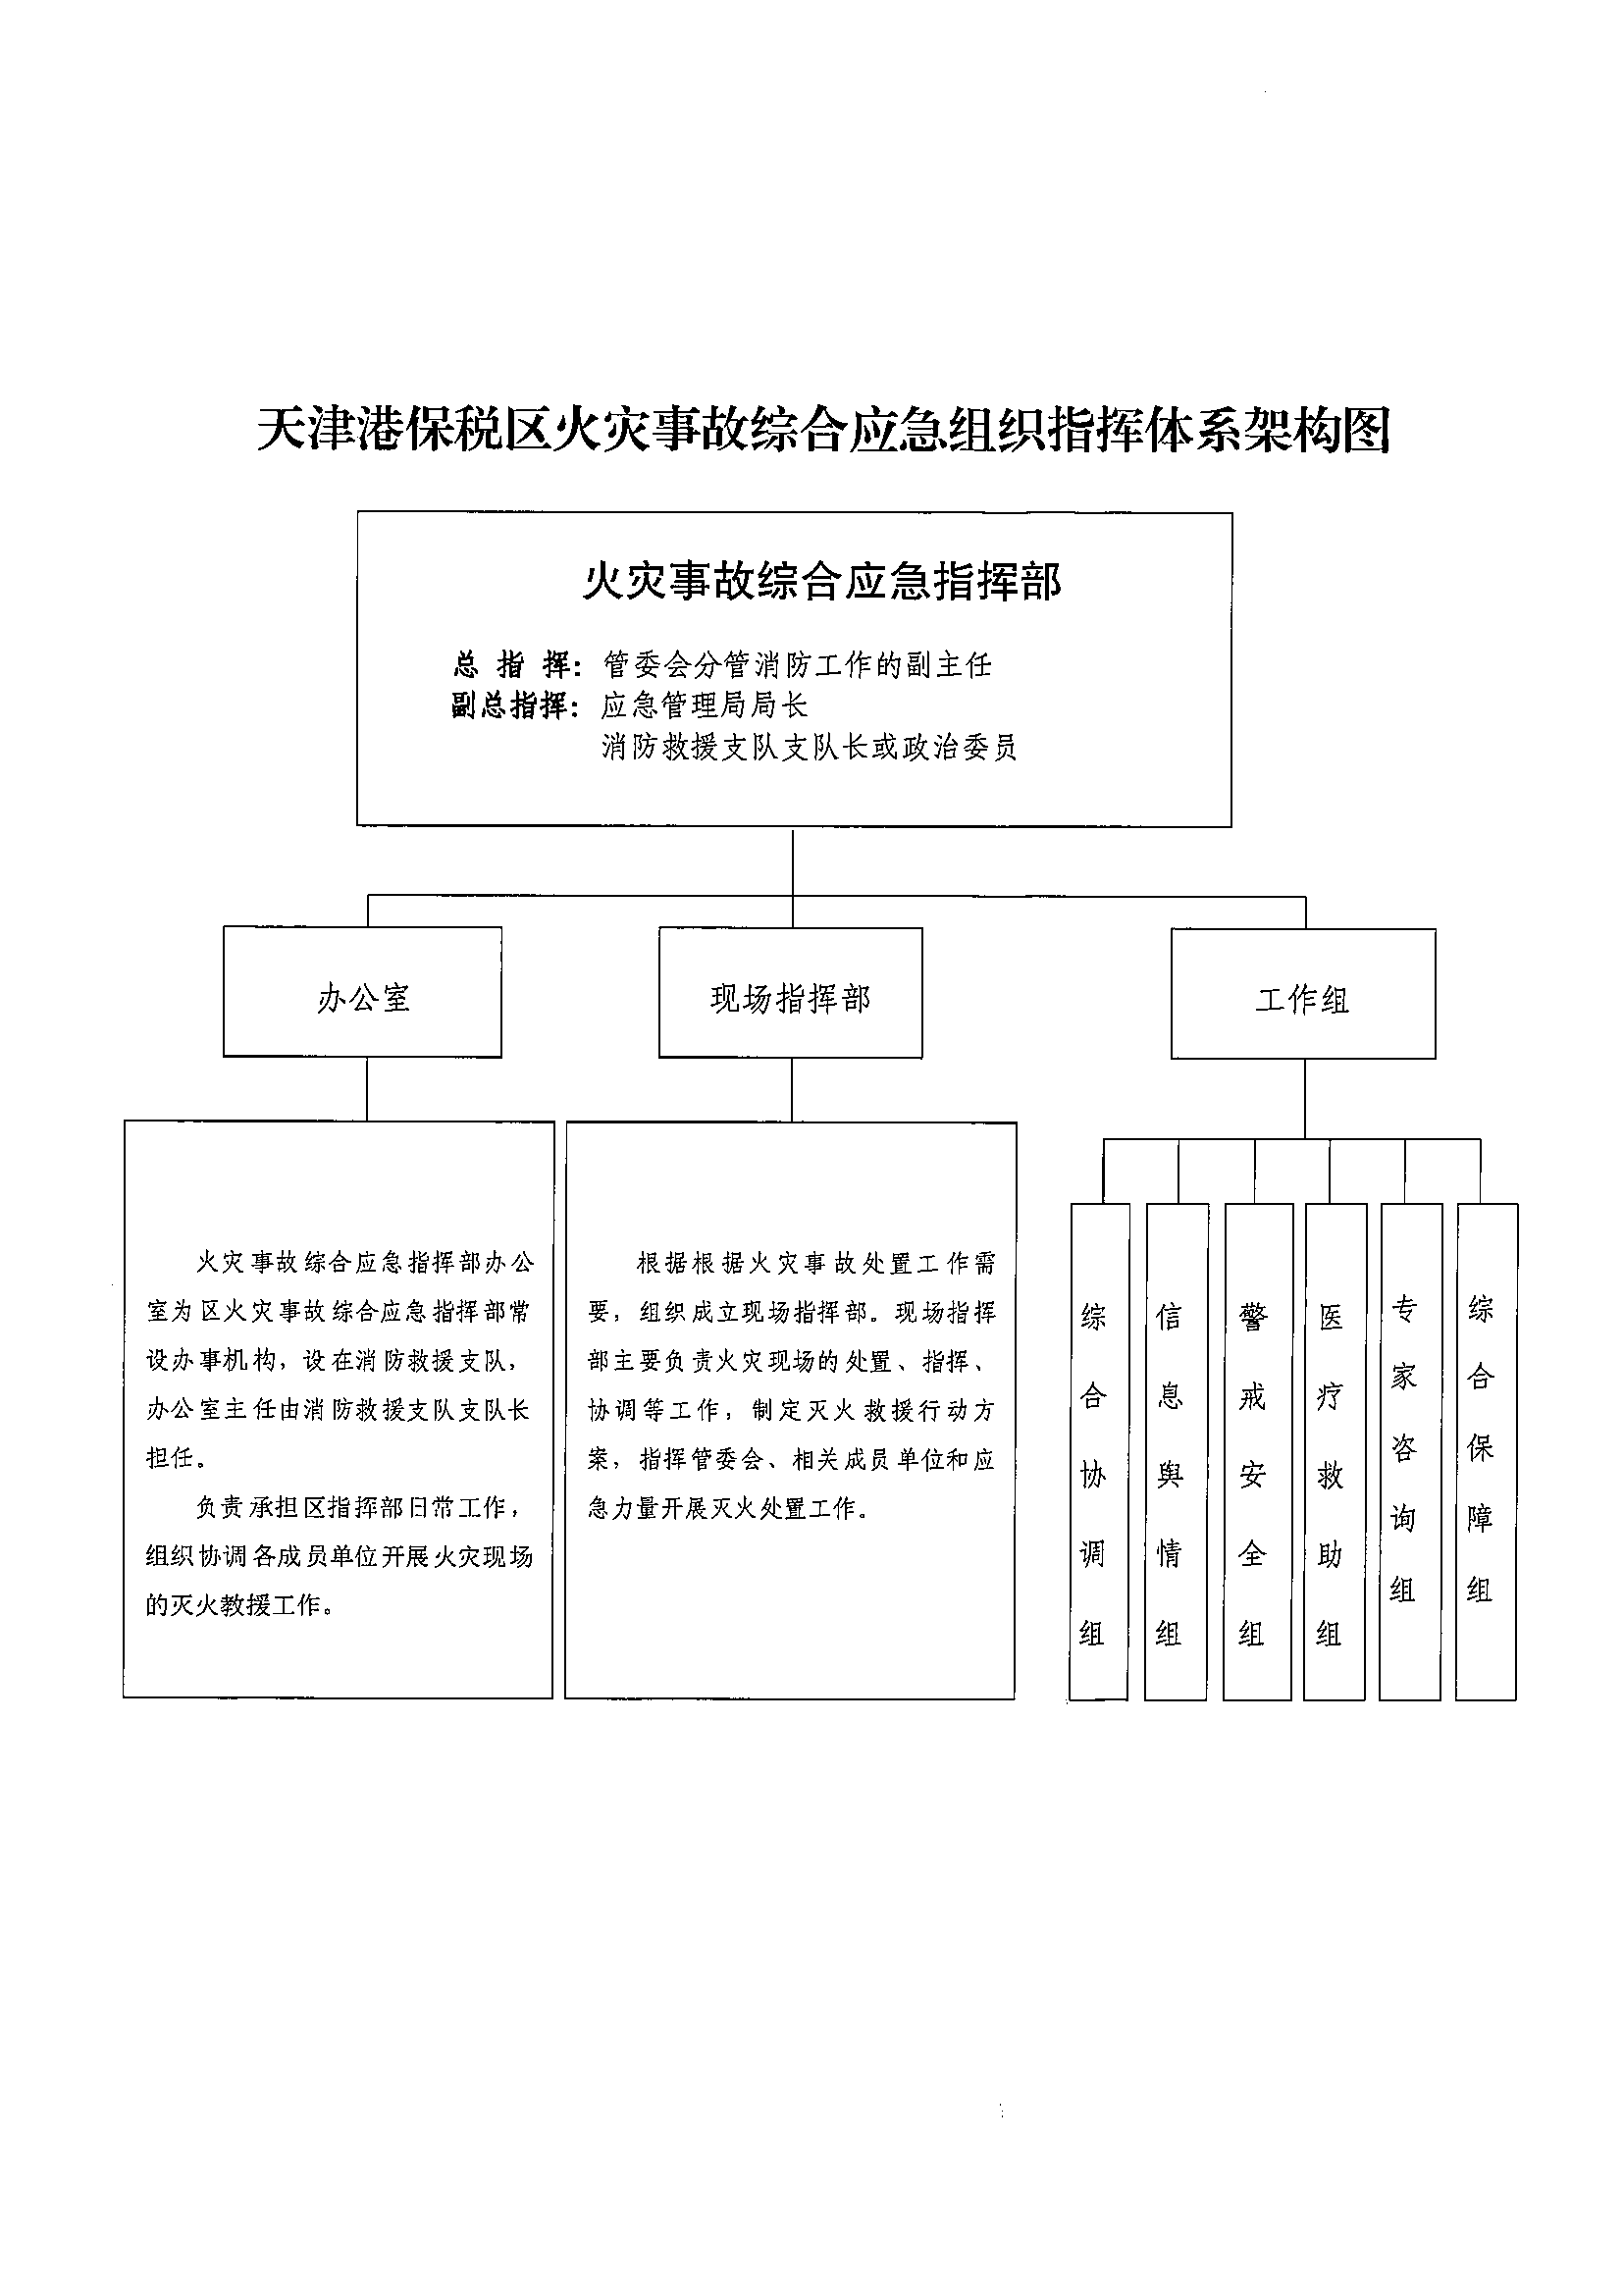 天津港保税区火灾事故综合应急组织指挥体系架构图
火灾事故综合应急指挥部
总 指 挥：管委会分管消防工作的副主任
副总指挥：应急管理局局长
消防救援支队支队长或政治委员
办公室
现场指挥部
工作组
火灾事故综合应急指挥部办公
室为区火灾事故综合应急指挥部常
设办事机构，设在消防救援支队，
办公室主任由消防救援支队支队长
担任。
负责承担区指挥部日常工作，
组织协调各成员单位开展火灾现场
的灭火救援工作。
根据根据火灾事故处置工作需
要，组织成立现场指挥部。现场指挥
部主要负责火灾现场的处置、指挥、
协调等工作，制定灭火救援行动方
案，指挥管委会、相关成员单位和应
急力量开展灭火处置工作。
综合协调组
信息舆情组
警戒安全组
医疗救助组
专家咨询组
综合保障组